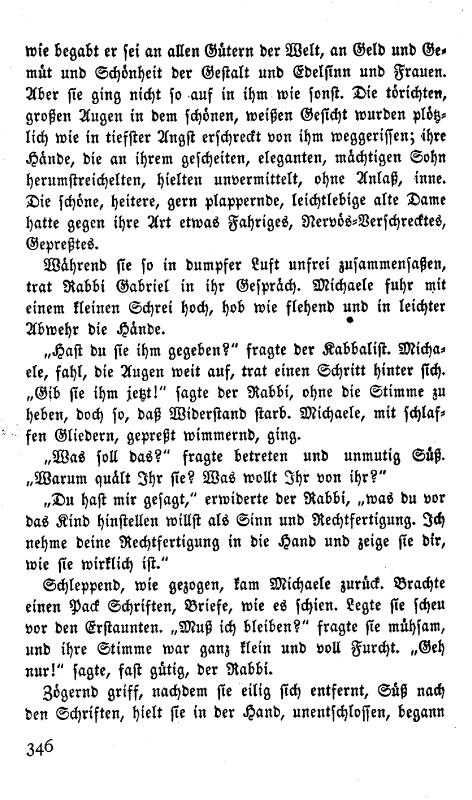 wie begabt er sei an allen Gütern der Welt, an Geld und Ge-
müt und Schönheit der Gestalt und Edelsinn und Frauen.
Aber sie ging nicht so auf in ihm wie sonst. Die törichten,
großen Augen in dem schönen, weißen Gesicht wurden plötz-
lich wie in tiefster Angst erschreckt von ihm weggerissen; ihre
Hände, die an ihrem gescheiten, eleganten, mächtigen Sohn
herumstreichelten, hielten unvermittelt, ohne Anlaß, inne.
Die schöne, heitere, gern plappernde, leichtlebige alte Dame
hatte gegen ihre Art etwas Fahriges, Nervös-Verschrecktes,
Gepreßtes.
Während sie so in dumpfer Luft unfrei zusammensaßen,
trat Rabbi Gabriel in ihr Gespräch. Michaele fuhr mit
einem kleinen Schrei hoch, hob wie flehend und in leichter
Abwehr die Hände.
„Hast du sie ihm gegeben?“ fragte der Kabbalist. Micha-
ele, fahl, die Augen weit auf, trat einen Schritt hinter sich.
„Gib sie ihm jetzt!“ sagte der Rabbi, ohne die Stimme zu
heben, doch so, daß Widerstand starb. Michaele, mit schlaf-
fen Gliedern, gepreßt wimmernd, ging.
„Was soll das?“ fragte betreten und unmutig Süß.
„Warum quält Ihr sie? Was wollt Ihr von ihr?“
„Du hast mir gesagt,“ erwiderte der Rabbi, „was du vor
das Kind hinstellen willst als Sinn und Rechtfertigung. Ich
nehme deine Rechtfertigung in die Hand und zeige sie dir,
wie sie wirklich ist.“
Schleppend, wie gezogen, kam Michaele zurück. Brachte
einen Pack Schriften, Briefe, wie es schien. Legte sie scheu
vor den Erstaunten. „Muß ich bleiben?“ fragte sie mühsam,
und ihre Stimme war ganz klein und voll Furcht. „Geh
nur!“ sagte, fast gütig, der Rabbi.
Zögernd griff, nachdem sie eilig sich entfernt, Süß nach
den Schriften, hielt sie in der Hand, unentschlossen, begann
346